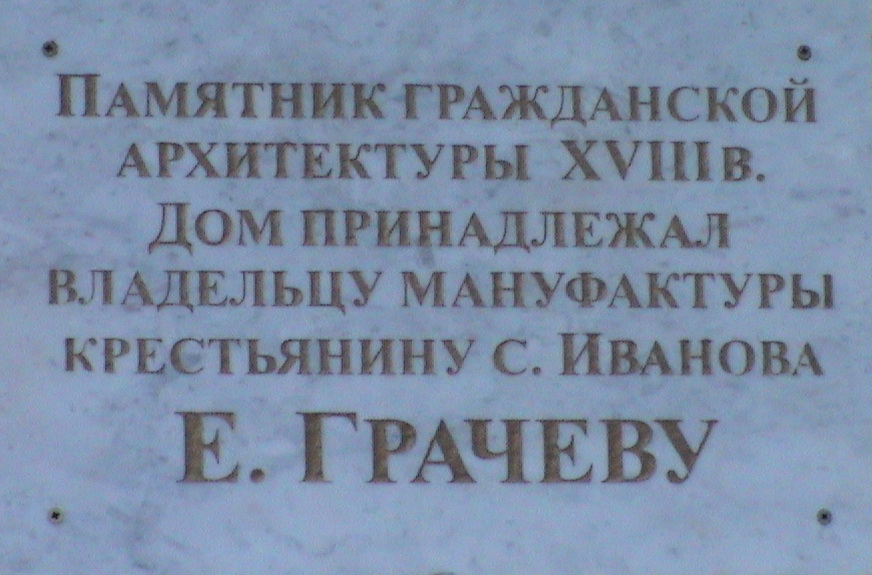 Памятник гражданской
архитектуры XVIII в.
Дом принадлежал
владельцу мануфактуры
крестьянину с. Иванова
Е. Грачеву